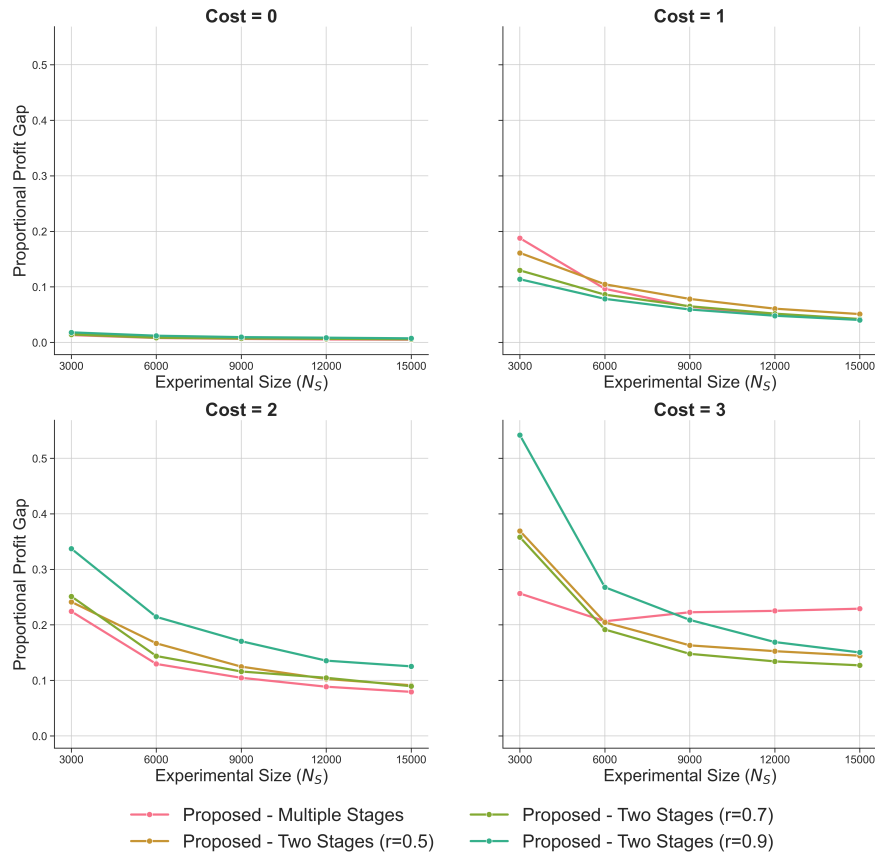 Cost = 0
Cost = 1
Proportional Profit Gap
0.5
0.4
0.3
0.2
0.1
0.0
3000 6000 9000 12000 15000
Experimental Size (N_S)
3000 6000 9000 12000 15000
Experimental Size (N_S)
Cost = 2
Cost = 3
Proportional Profit Gap
0.5
0.4
0.3
0.2
0.1
0.0
3000 6000 9000 12000 15000
Experimental Size (N_S)
3000 6000 9000 12000 15000
Experimental Size (N_S)
Proposed - Multiple Stages
Proposed - Two Stages (r=0.5)
Proposed - Two Stages (r=0.7)
Proposed - Two Stages (r=0.9)